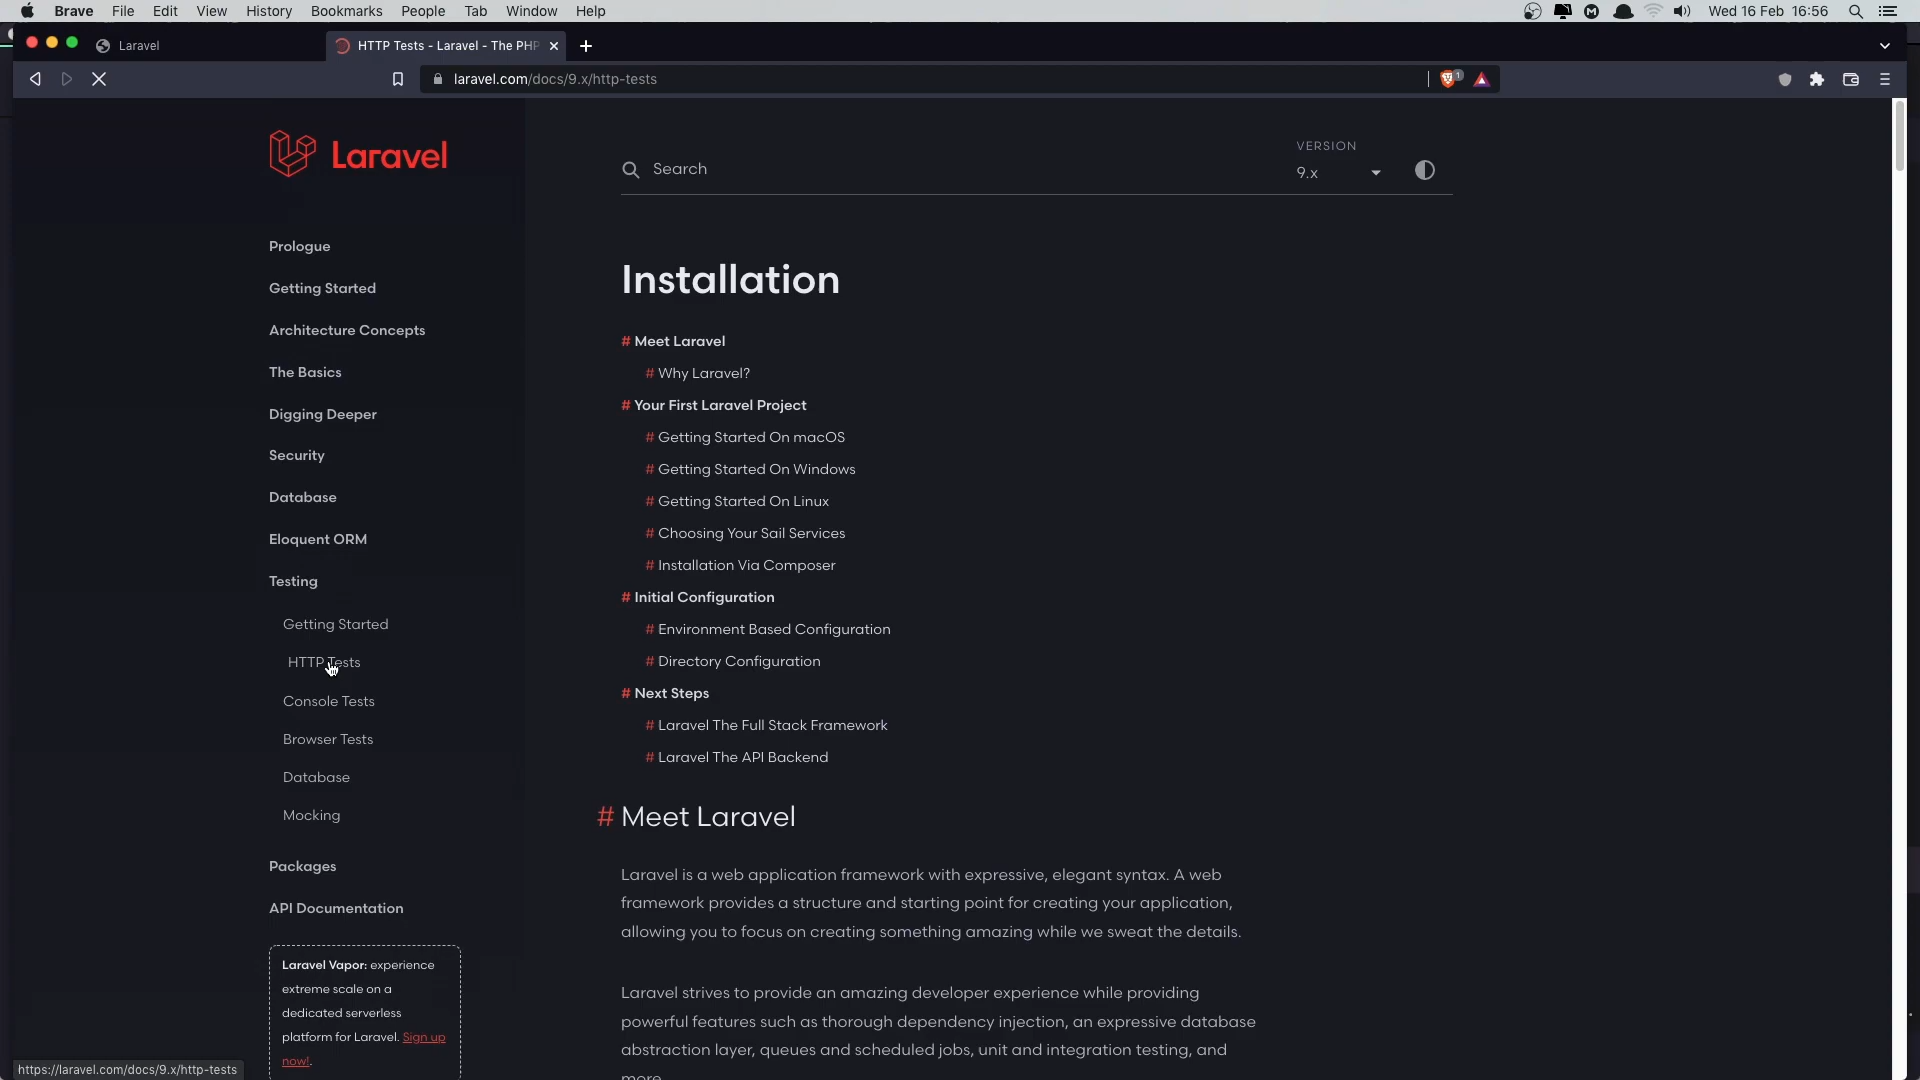 Brave File Edit View History Bookmarks People Tab Window Help
Wed 16 Feb 16:56
Laravel
HTTP Tests - Laravel - The PHP
laravel.com/docs/9.x/http-tests
1
Laravel
Search
VERSION
9.x
Prologue
Getting Started
Architecture Concepts
The Basics
Digging Deeper
Security
Database
Eloquent ORM
Testing
Getting Started
HTTP Tests
Console Tests
Browser Tests
Database
Mocking
Packages
API Documentation
Laravel Vapor: experience
extreme scale on a
dedicated serverless
platform for Laravel. Sign up
now!.
Installation
# Meet Laravel
# Why Laravel?
# Your First Laravel Project
# Getting Started On macOS
# Getting Started On Windows
# Getting Started On Linux
# Choosing Your Sail Services
# Installation Via Composer
# Initial Configuration
# Environment Based Configuration
# Directory Configuration
# Next Steps
# Laravel The Full Stack Framework
# Laravel The API Backend
# Meet Laravel
Laravel is a web application framework with expressive, elegant syntax. A web
framework provides a structure and starting point for creating your application,
allowing you to focus on creating something amazing while we sweat the details.
Laravel strives to provide an amazing developer experience while providing
powerful features such as thorough dependency injection, an expressive database
abstraction layer, queues and scheduled jobs, unit and integration testing, and
more.
https://laravel.com/docs/9.x/http-tests